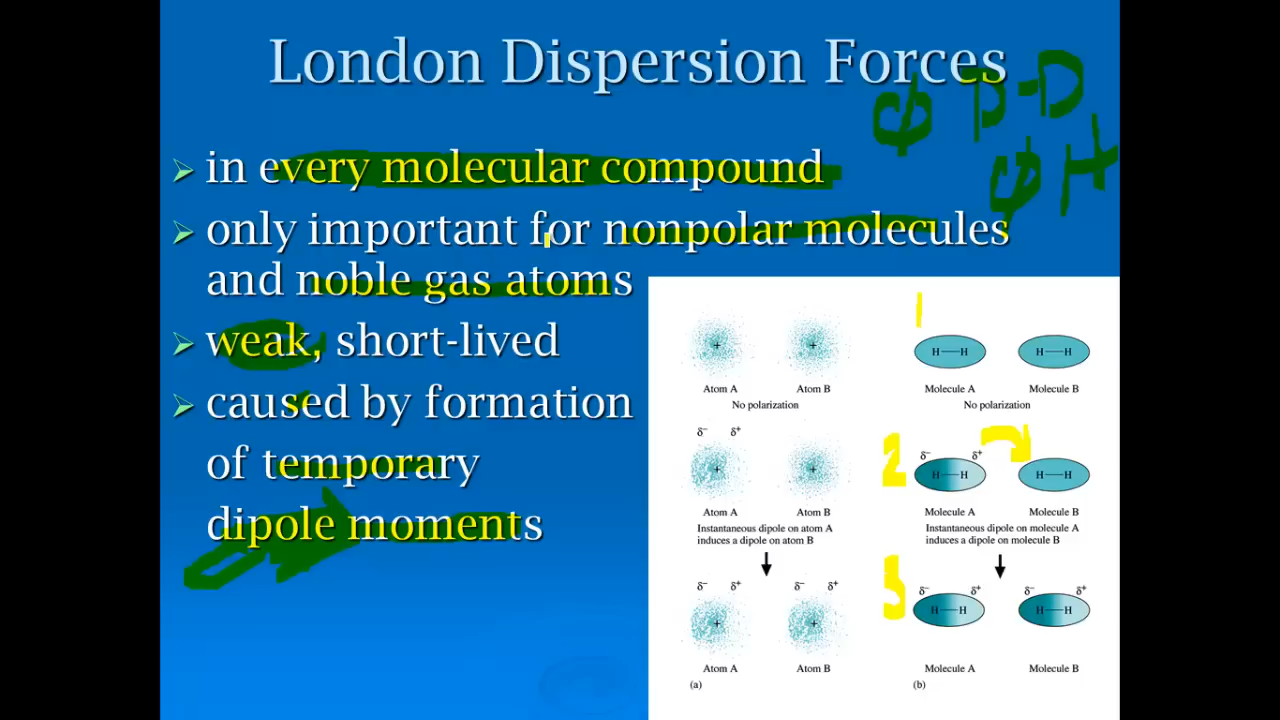 London Dispersion Forces
ϕ D-D
ϕ H
in every molecular compound
only important for nonpolar molecules
and noble gas atoms
weak, short-lived
caused by formation
of temporary
dipole moments
+ +
Atom A Atom B
No polarization
δ− δ+
+ +
Atom A Atom B
Instantaneous dipole on atom A
induces a dipole on atom B
δ− δ+ δ− δ+
+ +
Atom A Atom B
(a)
1
H—H H—H
Molecule A Molecule B
No polarization
2
δ− δ+
H—H H—H
Molecule A Molecule B
Instantaneous dipole on molecule A
induces a dipole on molecule B
3
δ− δ+ δ− δ+
H—H H—H
Molecule A Molecule B
(b)